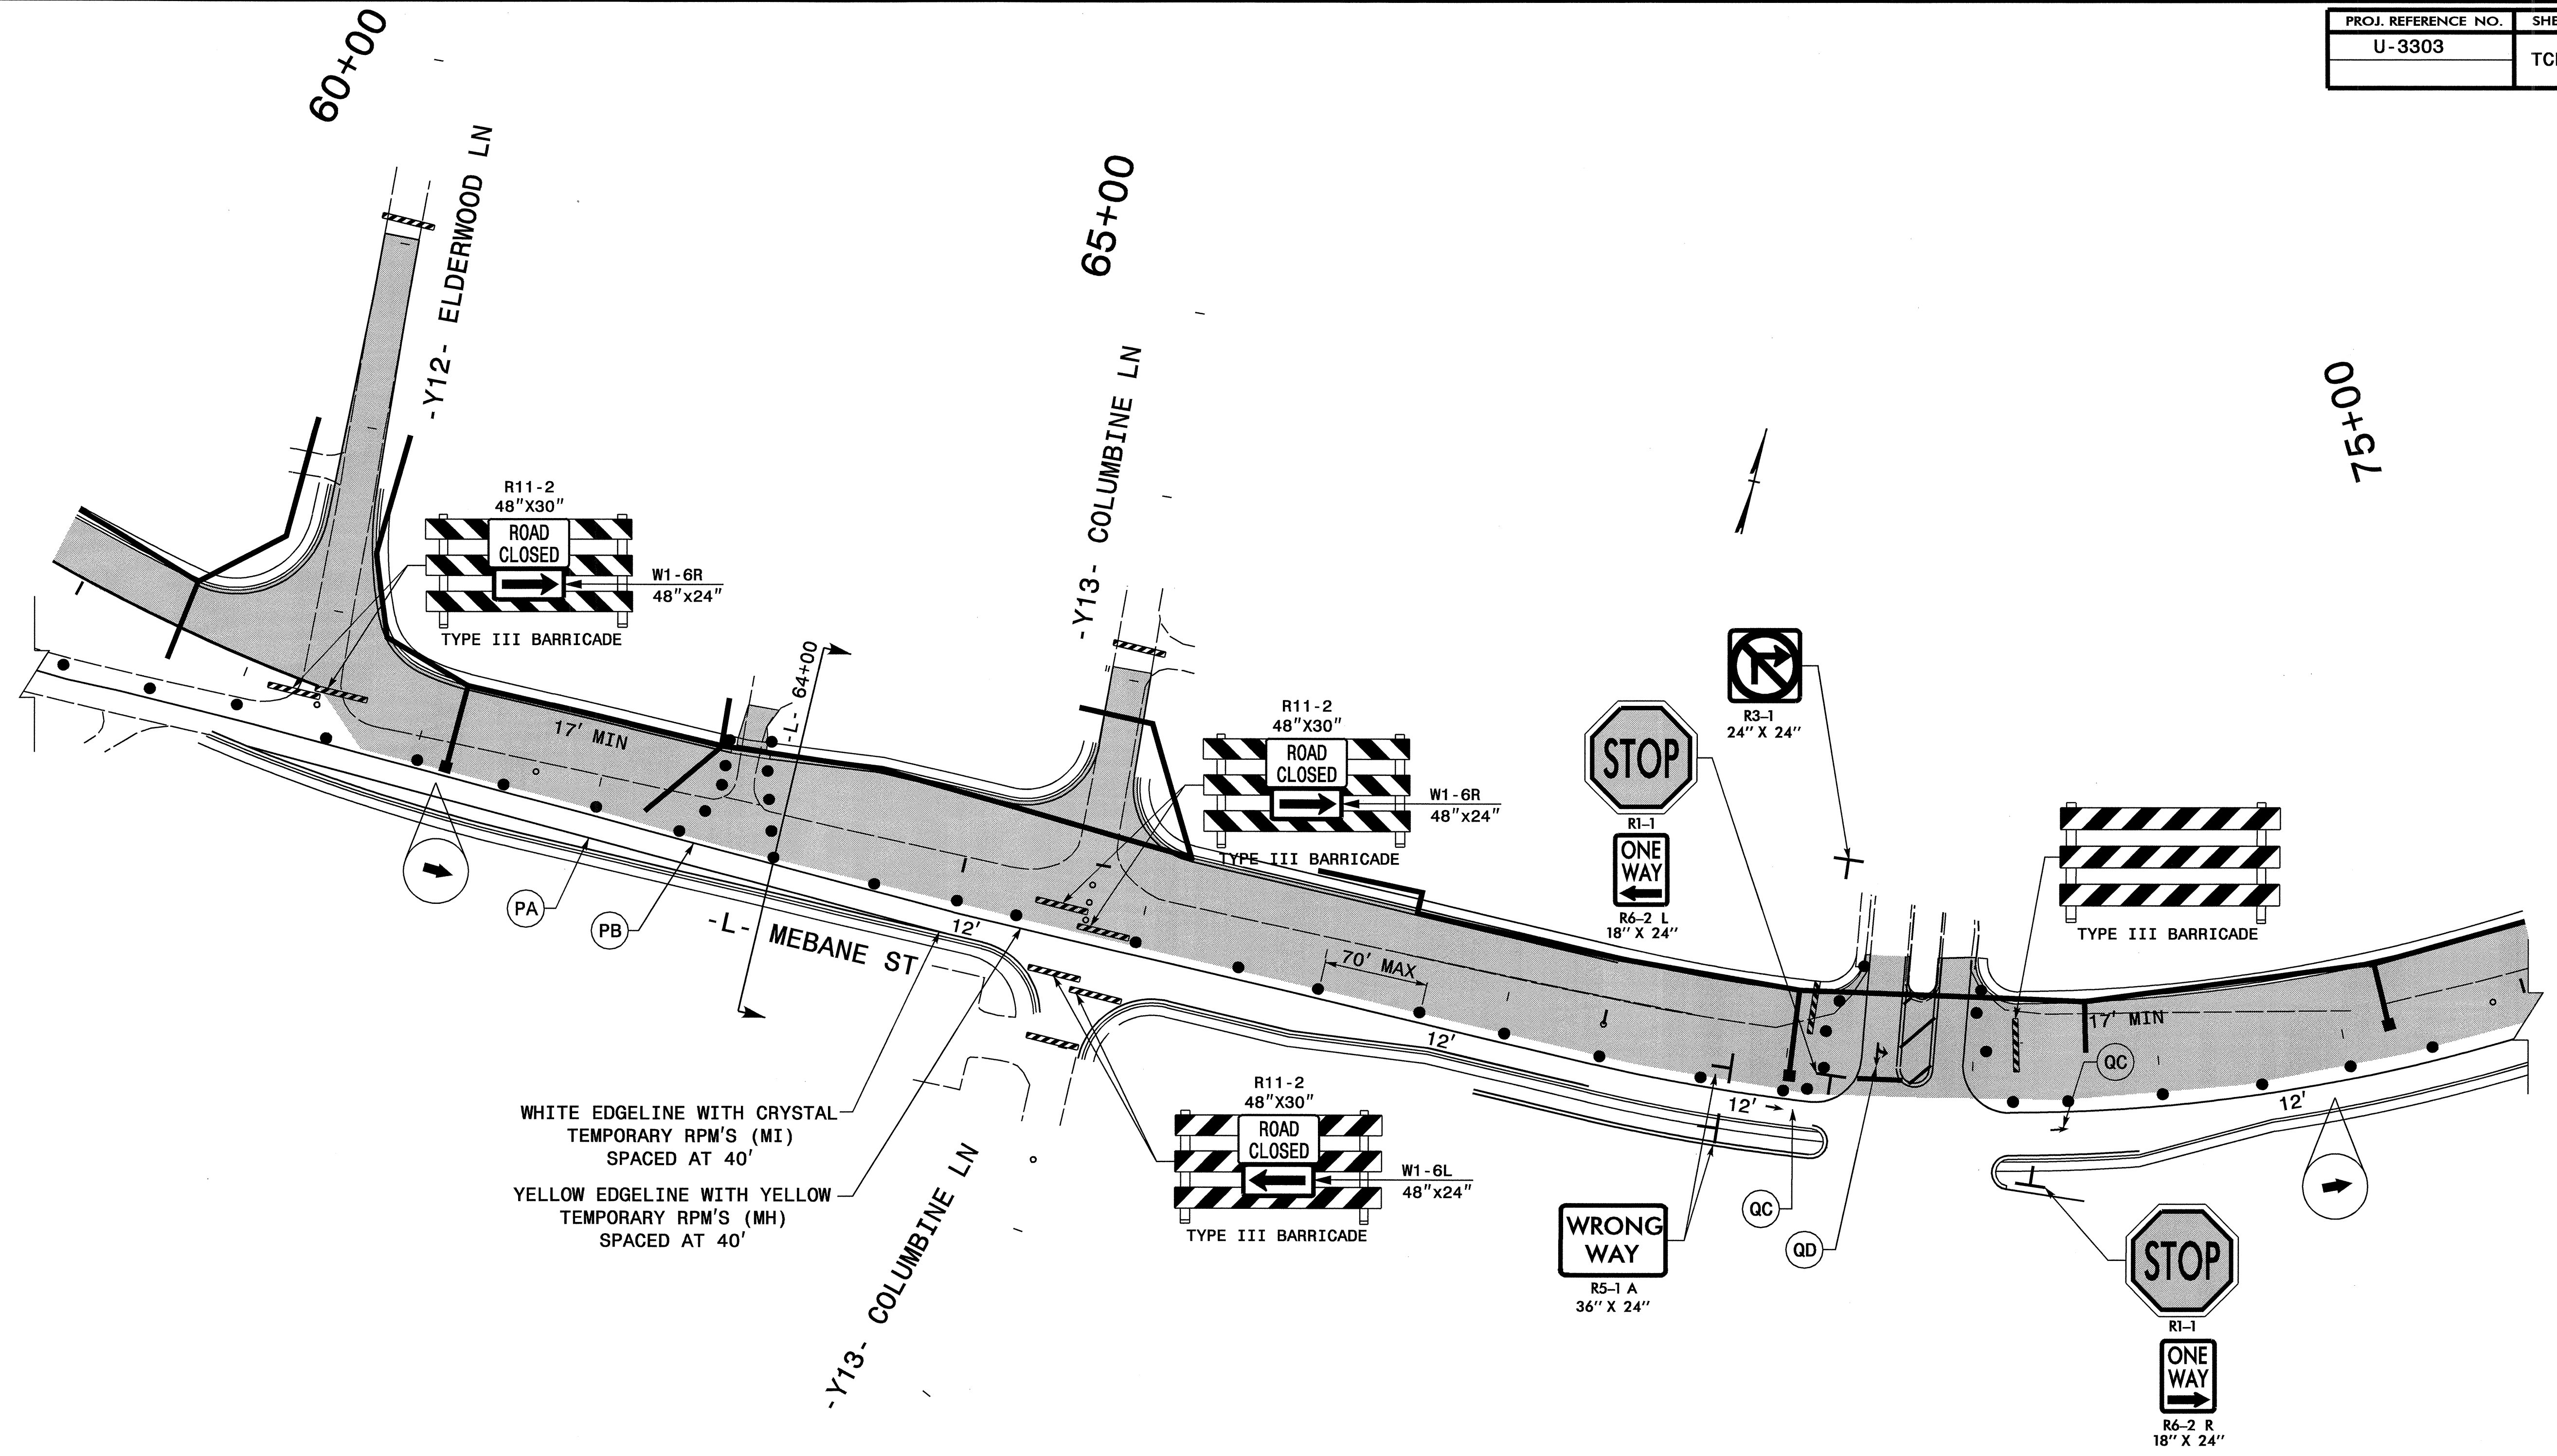 PROJ. REFERENCE NO.
U-3303
60+00
-Y12- ELDERWOOD LN
65+00
-Y13- COLUMBINE LN
75+00
R11-2
48"X30"
ROAD
CLOSED
W1-6R
48"x24"
TYPE III BARRICADE
17' MIN
-L- 64+00
R11-2
48"X30"
ROAD
CLOSED
W1-6R
48"x24"
TYPE III BARRICADE
R3-1
24" X 24"
STOP
R1-1
ONE
WAY
R6-2 L
18" X 24"
TYPE III BARRICADE
PA
PB
-L- MEBANE ST
12'
70' MAX
12'
12'
17' MIN
QC
12'
WHITE EDGELINE WITH CRYSTAL
TEMPORARY RPM'S (MI)
SPACED AT 40'
YELLOW EDGELINE WITH YELLOW
TEMPORARY RPM'S (MH)
SPACED AT 40'
-Y13- COLUMBINE LN
R11-2
48"X30"
ROAD
CLOSED
W1-6L
48"x24"
TYPE III BARRICADE
WRONG
WAY
R5-1 A
36" X 24"
QC
QD
STOP
R1-1
ONE
WAY
R6-2 R
18" X 24"